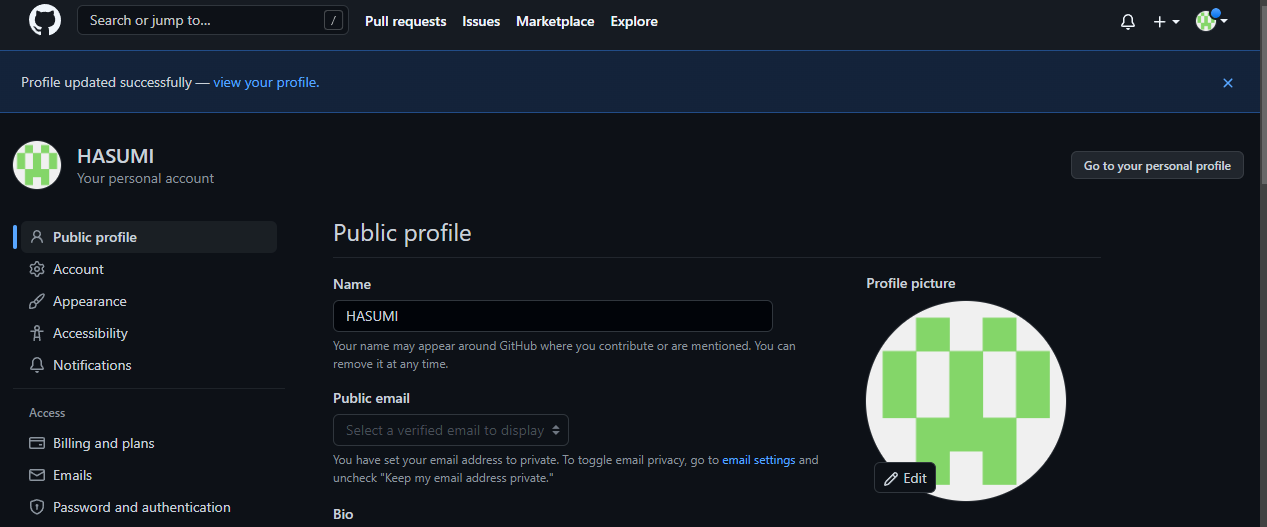 Search or jump to... /
Pull requests Issues Marketplace Explore
Profile updated successfully — view your profile.
HASUMI
Your personal account
Go to your personal profile
Public profile
Account
Appearance
Accessibility
Notifications
Access
Billing and plans
Emails
Password and authentication
Public profile
Name
HASUMI
Your name may appear around GitHub where you contribute or are mentioned. You can
remove it at any time.
Public email
Select a verified email to display
You have set your email address to private. To toggle email privacy, go to email settings and
uncheck "Keep my email address private."
Bio
Profile picture
Edit